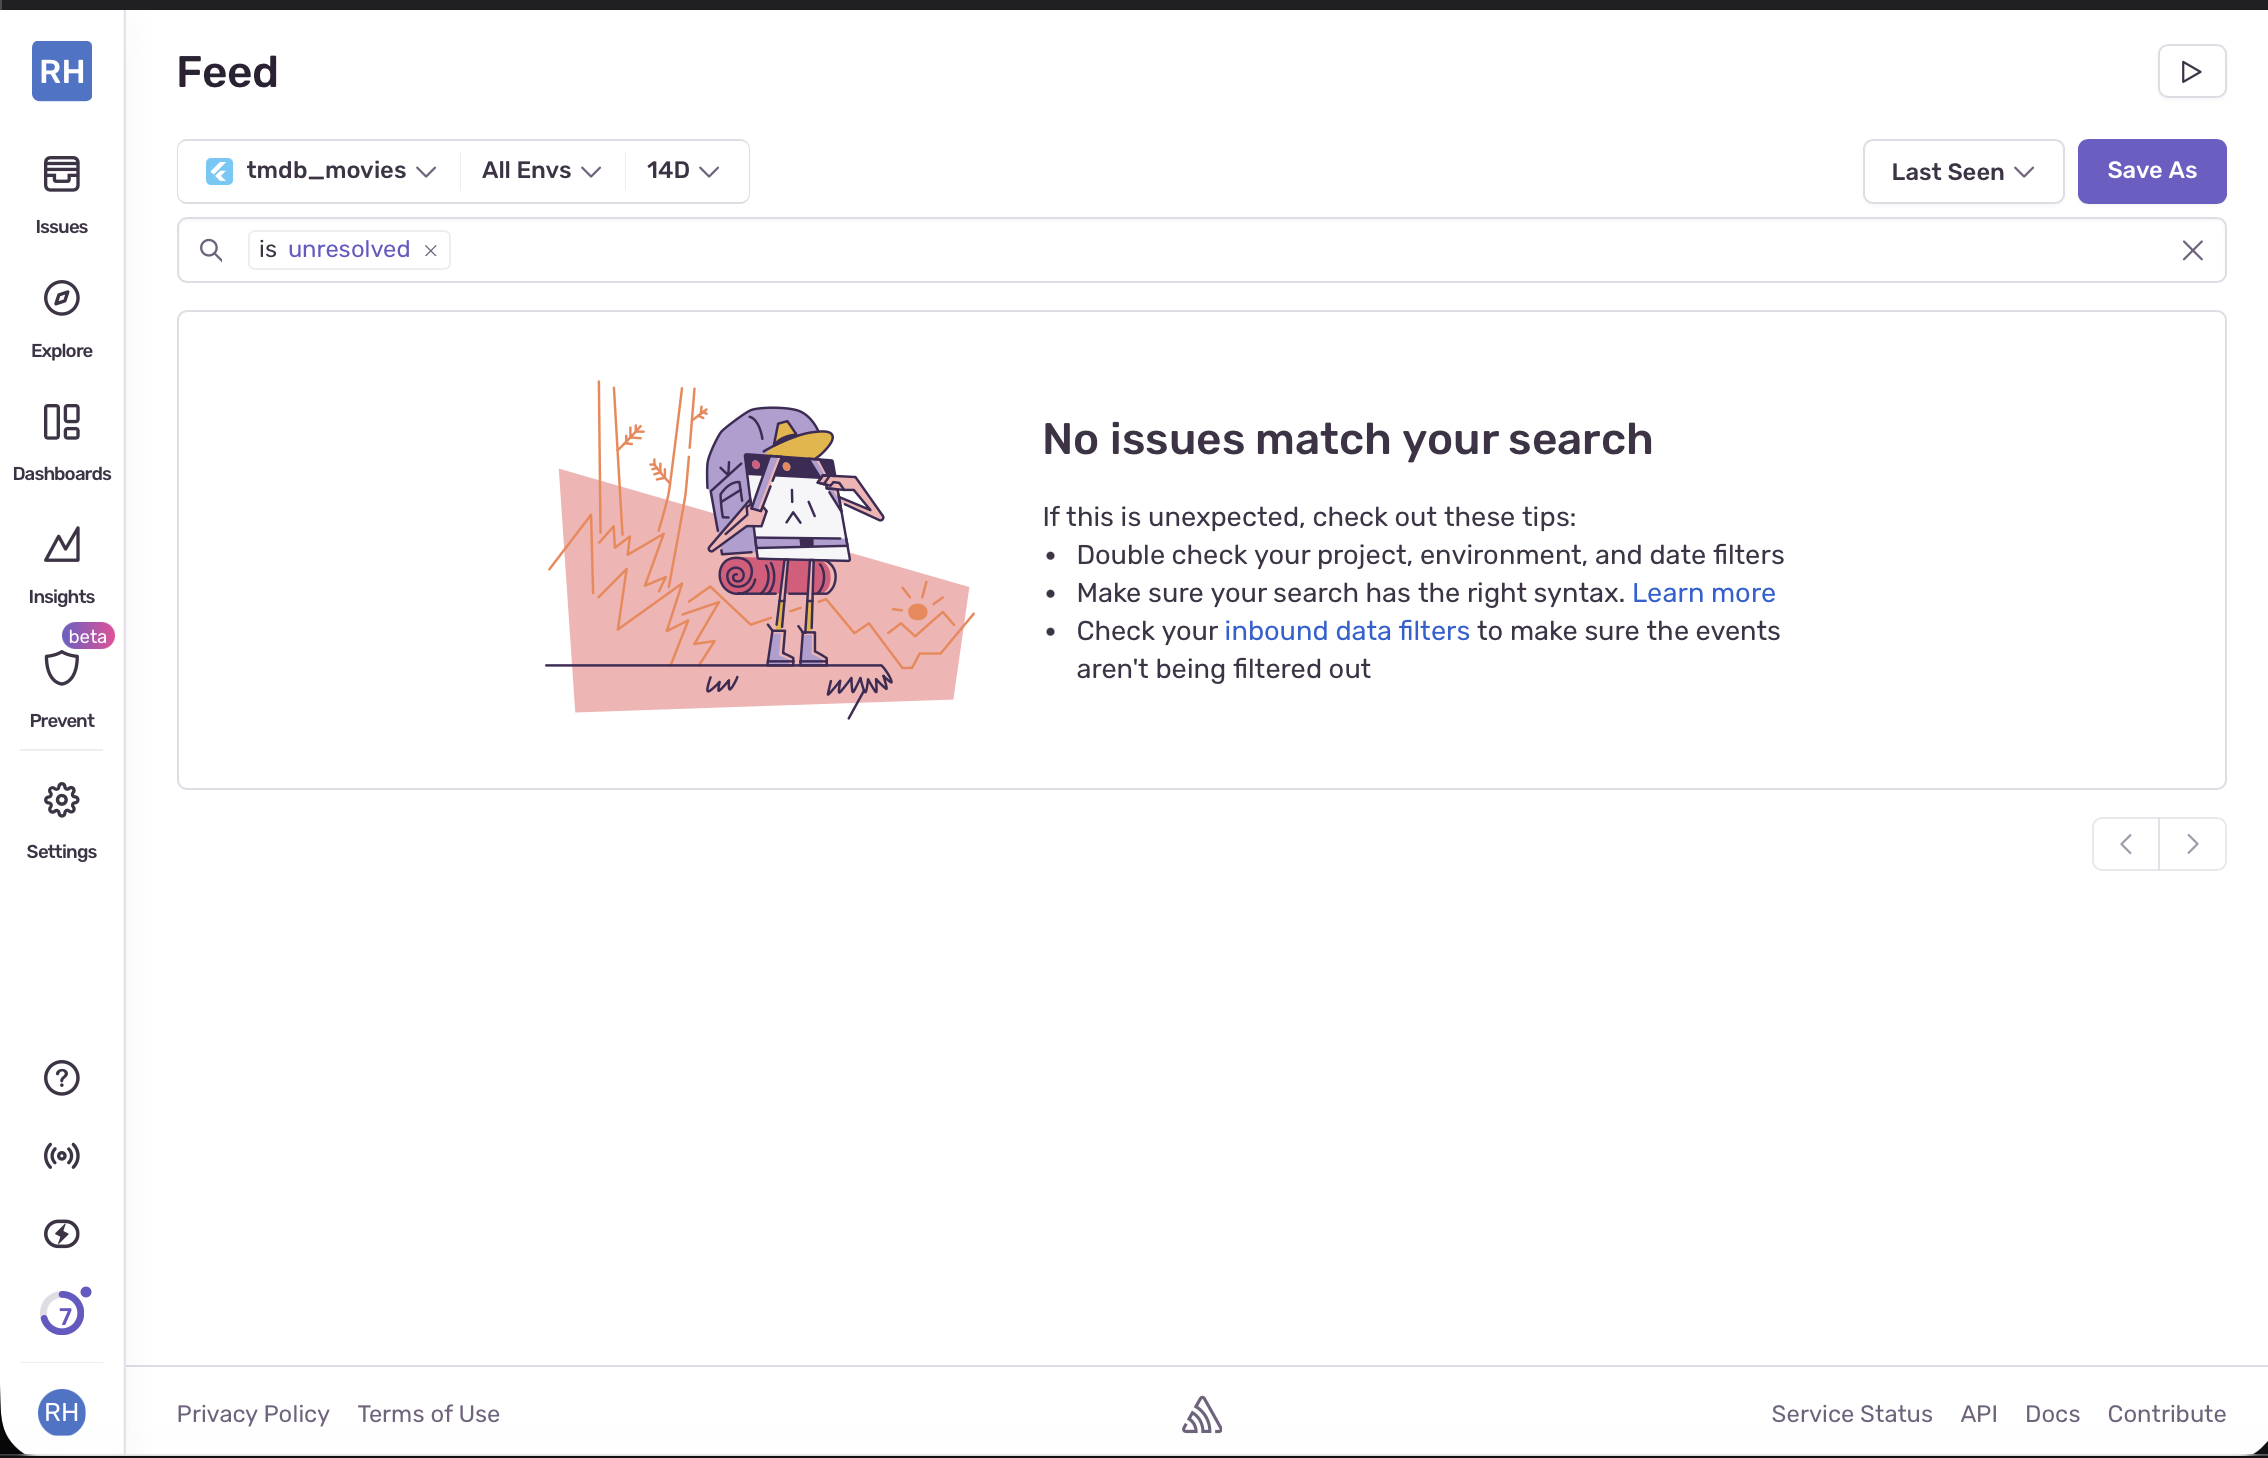 RH
Feed
tmdb_movies
All Envs
14D
Last Seen
Save As
is unresolved
Issues
Explore
Dashboards
Insights
beta
Prevent
Settings
No issues match your search
If this is unexpected, check out these tips:
• Double check your project, environment, and date filters
• Make sure your search has the right syntax. Learn more
• Check your inbound data filters to make sure the events
aren't being filtered out
7
RH
Privacy Policy
Terms of Use
Service Status
API
Docs
Contribute